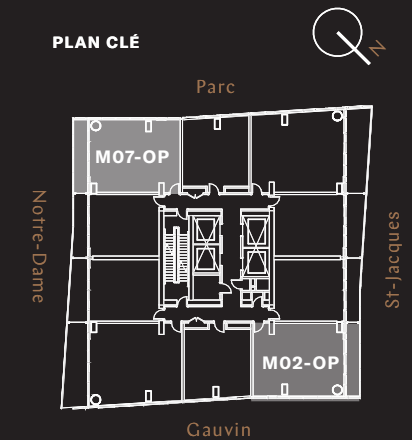 PLAN CLÉ
N
Parc
M07-OP
Notre-Dame
St-Jacques
M02-OP
Gauvin